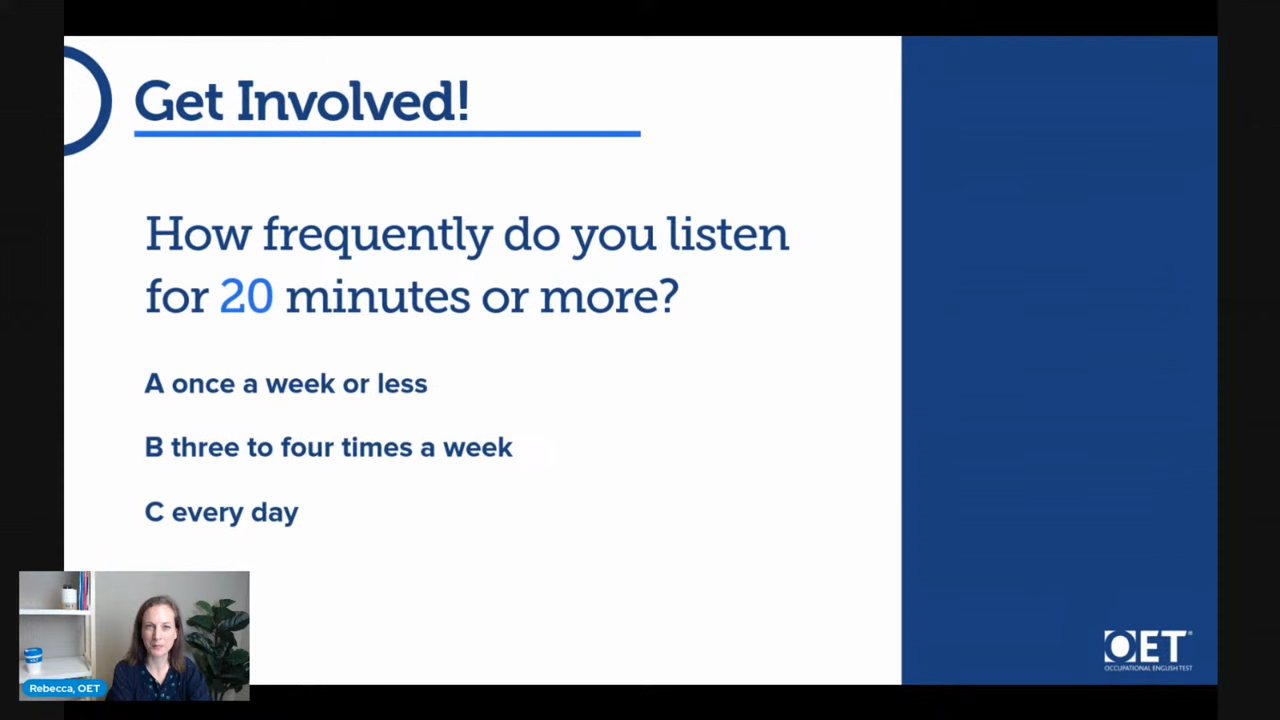 Get Involved!
How frequently do you listen
for 20 minutes or more?
A once a week or less
B three to four times a week
C every day
Rebecca, OET
OET®
OCCUPATIONAL ENGLISH TEST